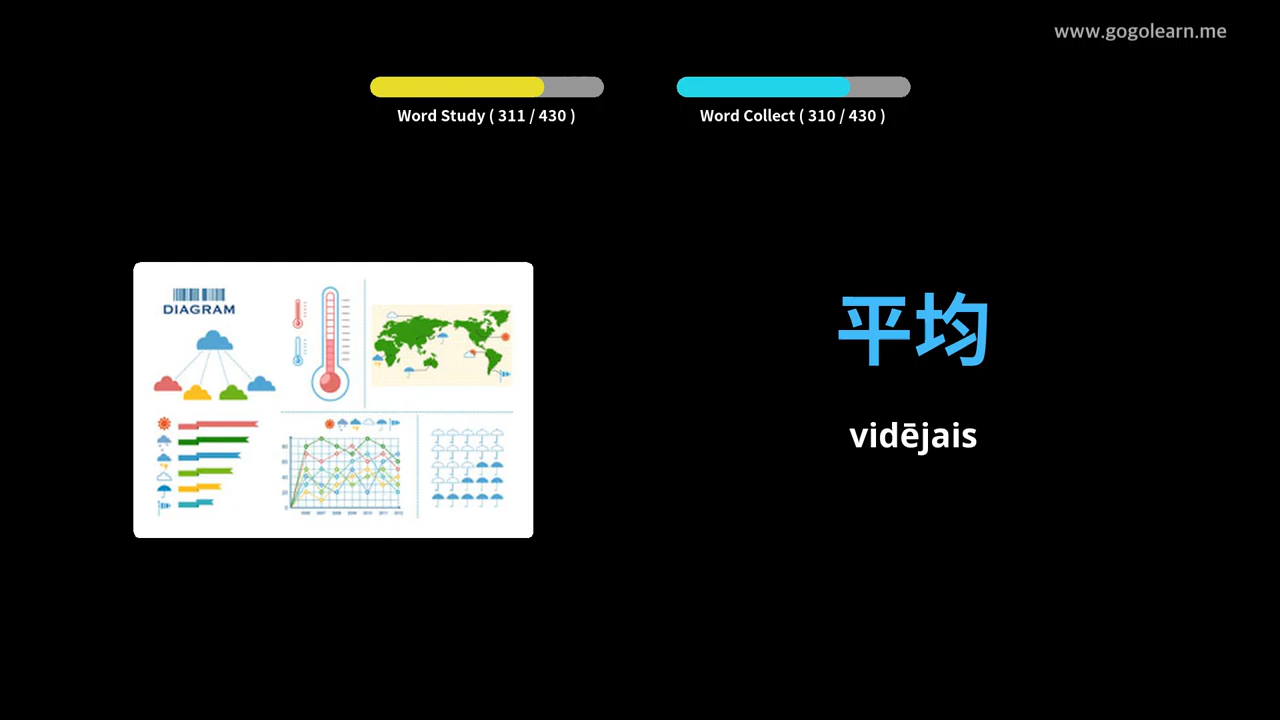 www.gogolearn.me
Word Study ( 311 / 430 )
Word Collect ( 310 / 430 )
DIAGRAM
平均
vidējais